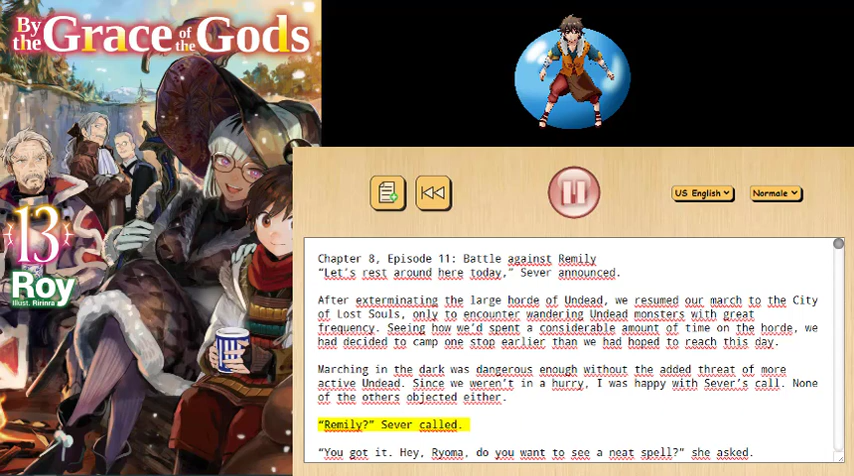 By the Grace of the Gods
13
Roy
Illust. Ririnra
US English
Normale
Chapter 8, Episode 11: Battle against Remily
“Let’s rest around here today,” Sever announced.
After exterminating the large horde of Undead, we resumed our march to the City
of Lost Souls, only to encounter wandering Undead monsters with great
frequency. Seeing how we’d spent a considerable amount of time on the horde, we
had decided to camp one stop earlier than we had hoped to reach this day.
Marching in the dark was dangerous enough without the added threat of more
active Undead. Since we weren’t in a hurry, I was happy with Sever’s call. None
of the others objected either.
“Remily?” Sever called.
“You got it. Hey, Ryoma, do you want to see a neat spell?” she asked.